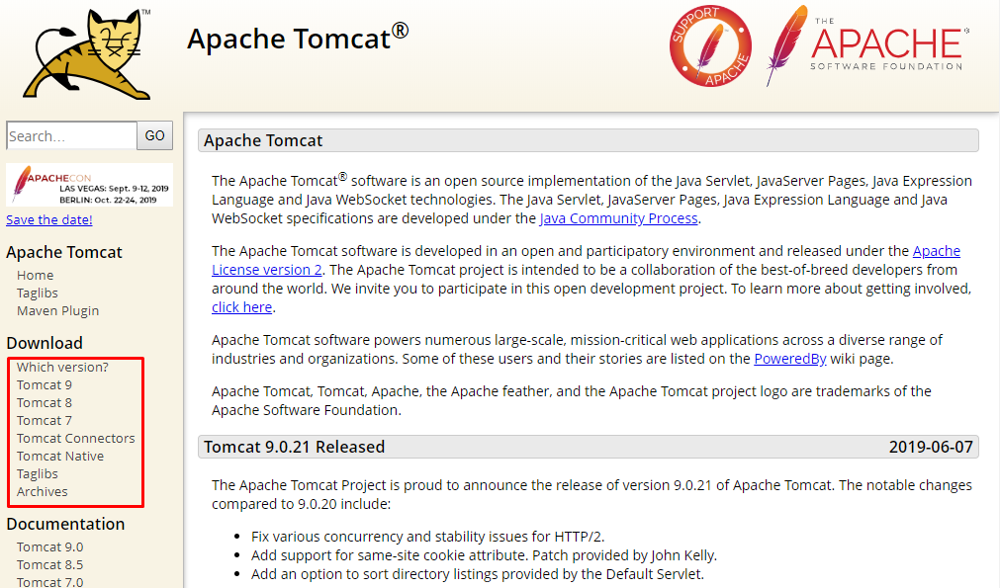 TM
Apache Tomcat®
SUPPORT
APACHE
THE
APACHE®
SOFTWARE FOUNDATION
Search...
GO
APACHECON
LAS VEGAS: Sept. 9-12, 2019
BERLIN: Oct. 22-24, 2019
Save the date!
Apache Tomcat
Home
Taglibs
Maven Plugin
Download
Which version?
Tomcat 9
Tomcat 8
Tomcat 7
Tomcat Connectors
Tomcat Native
Taglibs
Archives
Documentation
Tomcat 9.0
Tomcat 8.5
Tomcat 7.0
Apache Tomcat
The Apache Tomcat® software is an open source implementation of the Java Servlet, JavaServer Pages, Java Expression
Language and Java WebSocket technologies. The Java Servlet, JavaServer Pages, Java Expression Language and Java
WebSocket specifications are developed under the Java Community Process.
The Apache Tomcat software is developed in an open and participatory environment and released under the Apache
License version 2. The Apache Tomcat project is intended to be a collaboration of the best-of-breed developers from
around the world. We invite you to participate in this open development project. To learn more about getting involved,
click here.
Apache Tomcat software powers numerous large-scale, mission-critical web applications across a diverse range of
industries and organizations. Some of these users and their stories are listed on the PoweredBy wiki page.
Apache Tomcat, Tomcat, Apache, the Apache feather, and the Apache Tomcat project logo are trademarks of the
Apache Software Foundation.
Tomcat 9.0.21 Released 2019-06-07
The Apache Tomcat Project is proud to announce the release of version 9.0.21 of Apache Tomcat. The notable changes
compared to 9.0.20 include:
• Fix various concurrency and stability issues for HTTP/2.
• Add support for same-site cookie attribute. Patch provided by John Kelly.
• Add an option to sort directory listings provided by the Default Servlet.